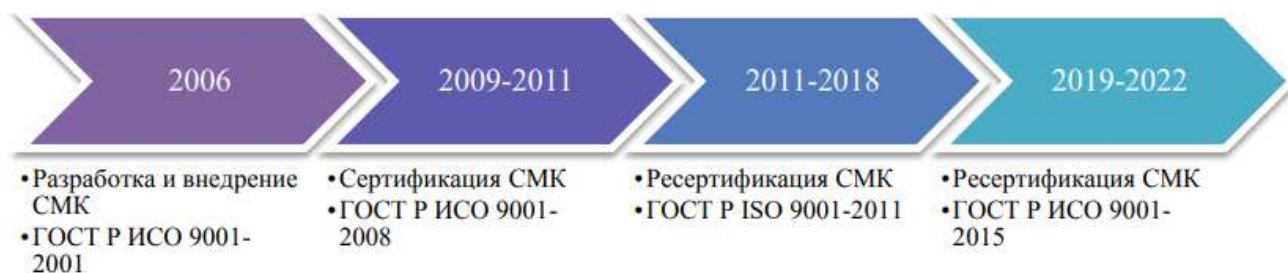 2006
•Разработка и внедрение
СМК
•ГОСТ Р ИСО 9001-
2001
2009-2011
•Сертификация СМК
•ГОСТ Р ИСО 9001-
2008
2011-2018
•Ресертификация СМК
•ГОСТ Р ISO 9001-2011
2019-2022
•Ресертификация СМК
•ГОСТ Р ИСО 9001-
2015